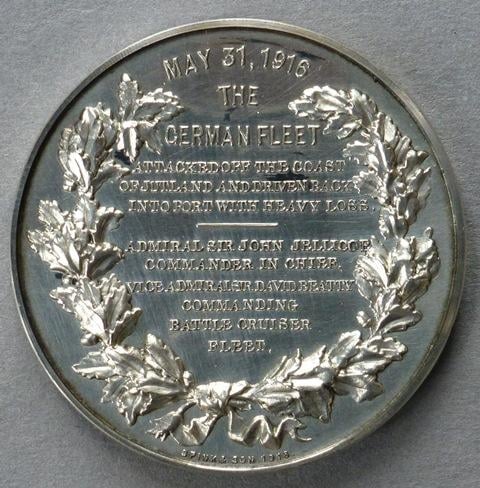 MAY 31, 1916
THE
GERMAN FLEET
ATTACKED OFF THE COAST
OF JUTLAND AND DRIVEN BACK
INTO PORT WITH HEAVY LOSS.
ADMIRAL SIR JOHN JELLICOE
COMMANDER IN CHIEF.
VICE ADMIRAL SIR DAVID BEATTY
COMMANDING
BATTLE CRUISER
FLEET.
SPINK & SON 1916.